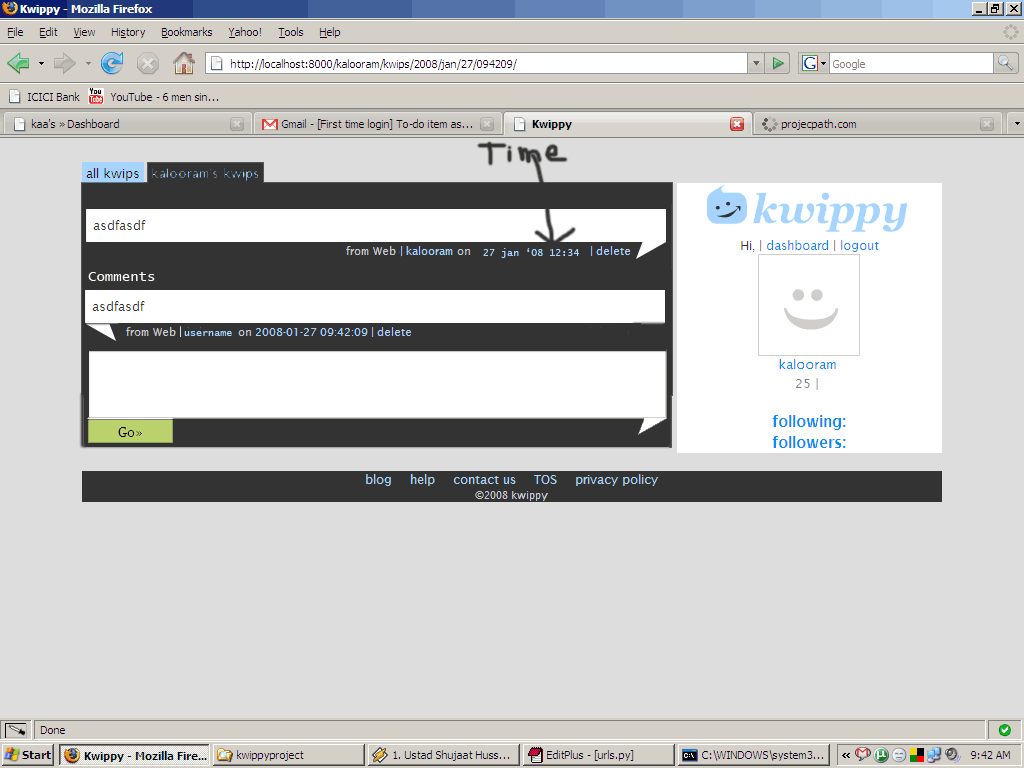 Kwippy - Mozilla Firefox
File Edit View History Bookmarks Yahoo! Tools Help
http://localhost:8000/kalooram/kwips/2008/jan/27/094209/ G Google
ICICI Bank You Tube YouTube - 6 men sin...
kaa's » Dashboard Gmail - [First time login] To-do item as... Kwippy projecpath.com
Time
all kwips kalooram's kwips
kwippy
asdfasdf
Hi, | dashboard | logout
from Web | kalooram on 27 jan '08 12:34 | delete
Comments
asdfasdf
from Web | username on 2008-01-27 09:42:09 | delete
kalooram
25 |
following:
Go»
followers:
blog help contact us TOS privacy policy
©2008 kwippy
Done
Start Kwippy - Mozilla Fire... kwippyproject 1. Ustad Shujaat Huss... EditPlus - [urls.py] C:\WINDOWS\system3... « 9:42 AM